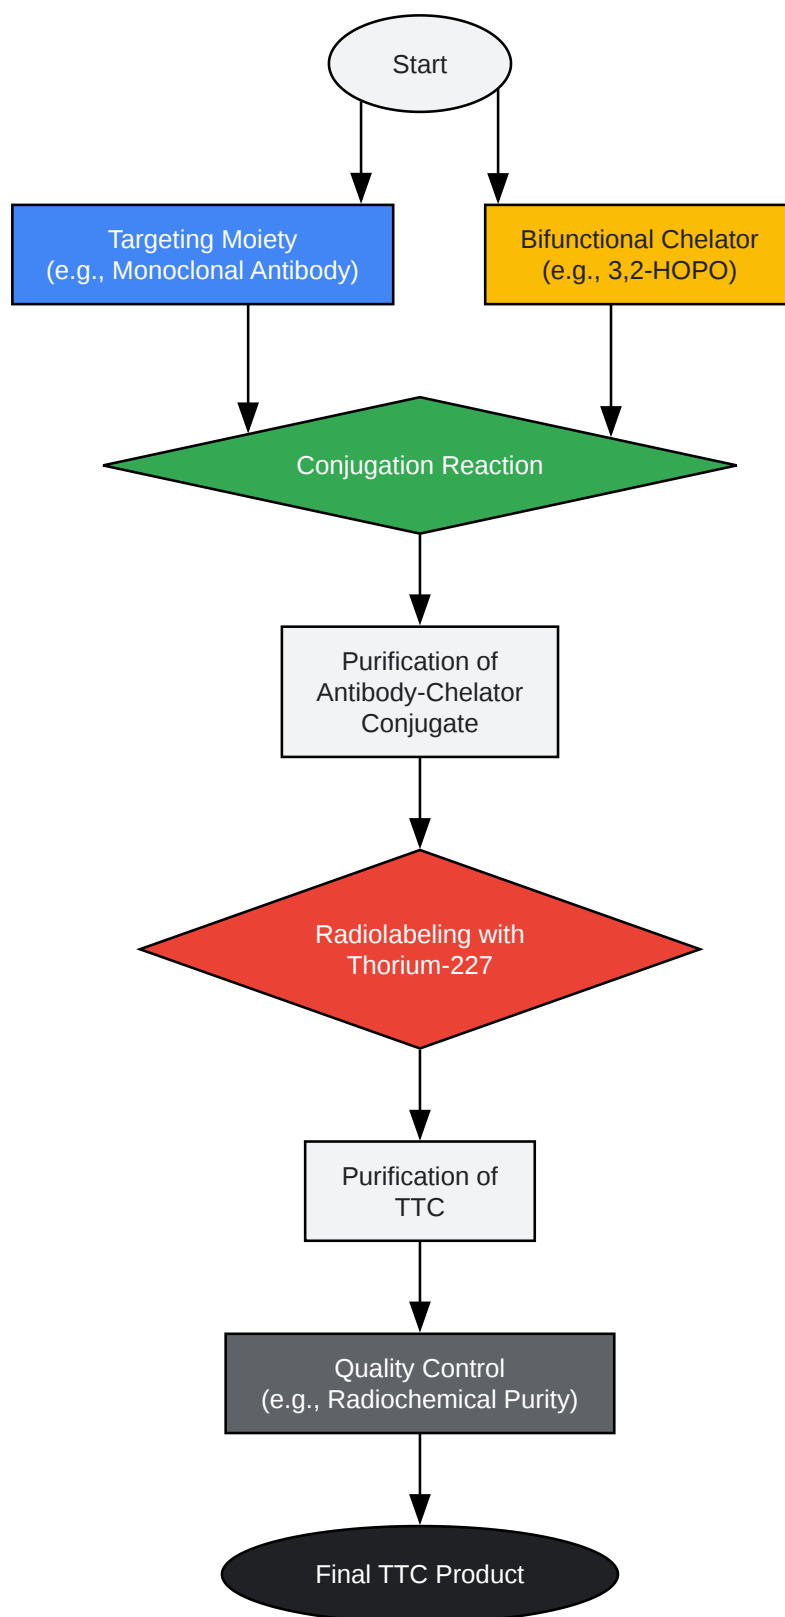 Start
Targeting Moiety
(e.g., Monoclonal Antibody)
Bifunctional Chelator
(e.g., 3,2-HOPO)
Conjugation Reaction
Purification of
Antibody-Chelator
Conjugate
Radiolabeling with
Thorium-227
Purification of
TTC
Quality Control
(e.g., Radiochemical Purity)
Final TTC Product